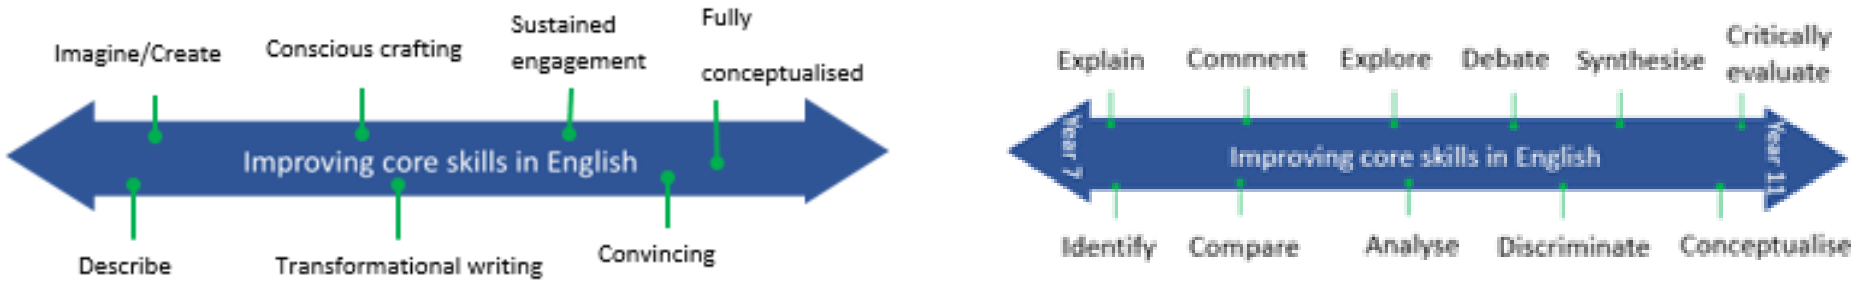 Imagine/Create
Conscious crafting
Sustained
engagement
Fully
conceptualised
Improving core skills in English
Describe
Transformational writing
Convincing
Explain
Comment
Explore
Debate
Synthesise
Critically
evaluate
Year 7
Improving core skills in English
Year 11
Identify
Compare
Analyse
Discriminate
Conceptualise